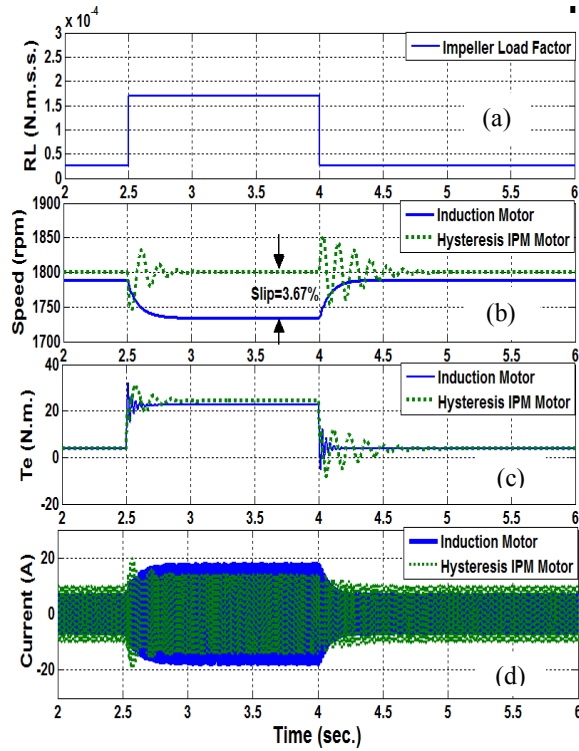 x 10-4
3
2.5
2
1.5
1
0.5
0
RL (N.m.s.s.)
Impeller Load Factor
(a)
2 2.5 3 3.5 4 4.5 5 5.5 6
1900
1850
1800
1750
1700
Speed (rpm)
Induction Motor
Hysteresis IPM Motor
Slip=3.67%
(b)
2 2.5 3 3.5 4 4.5 5 5.5 6
40
20
0
-20
Te (N.m.)
Induction Motor
Hysteresis IPM Motor
(c)
2 2.5 3 3.5 4 4.5 5 5.5 6
20
0
-20
Current (A)
Induction Motor
Hysteresis IPM Motor
(d)
2 2.5 3 3.5 4 4.5 5 5.5 6
Time (sec.)